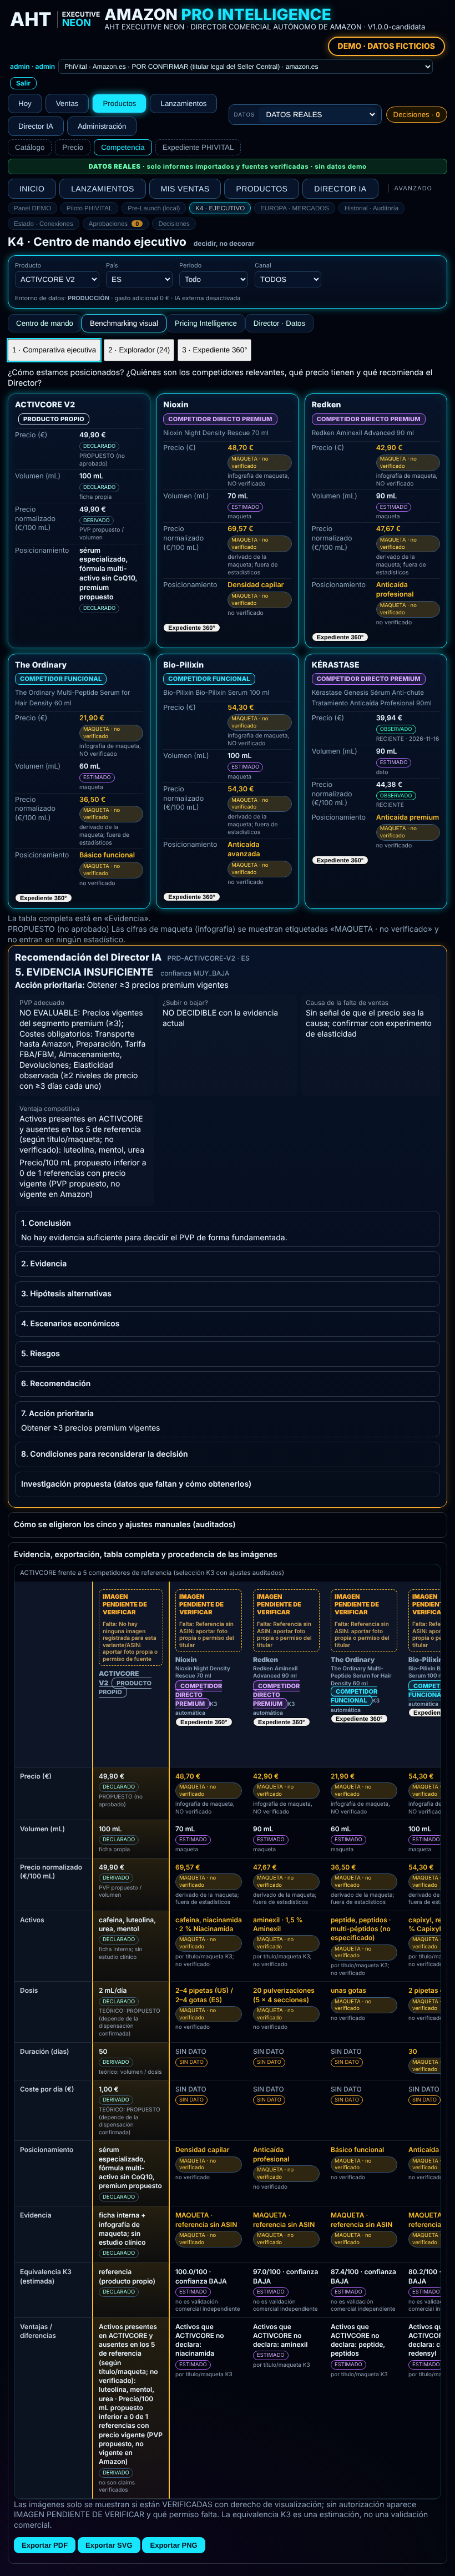 AHT
EXECUTIVE
NEON
AMAZON PRO INTELLIGENCE
AHT EXECUTIVE NEON · DIRECTOR COMERCIAL AUTÓNOMO DE AMAZON · V1.0.0-candidata
DEMO · DATOS FICTICIOS
admin · admin
PhiVital - Amazon.es - POR CONFIRMAR (titular legal del Seller Central) · amazon.es
Salir
Hoy
Ventas
Productos
Lanzamientos
Director IA
Administración
DATOS
DATOS REALES
Decisiones · 0
Catálogo
Precio
Competencia
Expediente PHIVITAL
DATOS REALES · solo informes importados y fuentes verificadas · sin datos demo
INICIO
LANZAMIENTOS
MIS VENTAS
PRODUCTOS
DIRECTOR IA
AVANZADO
Panel DEMO
Piloto PHIVITAL
Pre-Launch (local)
K4 · EJECUTIVO
EUROPA · MERCADOS
Historial · Auditoría
Estado · Conexiones
Aprobaciones 0
Decisiones
K4 · Centro de mando ejecutivo
decidir, no decorar
Producto
País
Periodo
Canal
ACTIVCORE V2
ES
Todo
TODOS
Entorno de datos: PRODUCCIÓN · gasto adicional 0 € · IA externa desactivada
Centro de mando
Benchmarking visual
Pricing Intelligence
Director · Datos
1 · Comparativa ejecutiva
2 · Explorador (24)
3 · Expediente 360°
¿Cómo estamos posicionados? ¿Quiénes son los competidores relevantes, qué precio tienen y qué recomienda el
Director?
ACTIVCORE V2
PRODUCTO PROPIO
Precio (€)
49,90 €
DECLARADO
PROPUESTO (no
aprobado)
Volumen (mL)
100 mL
DECLARADO
ficha propia
Precio
normalizado
(€/100 mL)
49,90 €
DERIVADO
PVP propuesto /
volumen
Posicionamiento
sérum
especializado,
fórmula multi-
activo sin CoQ10,
premium
propuesto
DECLARADO
Nioxin
COMPETIDOR DIRECTO PREMIUM
Nioxin Night Density Rescue 70 ml
Precio (€)
48,70 €
MAQUETA · no
verificado
infografía de maqueta,
NO verificado
Volumen (mL)
70 mL
ESTIMADO
maqueta
Precio
normalizado
(€/100 mL)
69,57 €
MAQUETA · no
verificado
derivado de la
maqueta; fuera de
estadísticos
Posicionamiento
Densidad capilar
MAQUETA · no
verificado
no verificado
Expediente 360°
Redken
COMPETIDOR DIRECTO PREMIUM
Redken Aminexil Advanced 90 ml
Precio (€)
42,90 €
MAQUETA · no
verificado
infografía de maqueta,
NO verificado
Volumen (mL)
90 mL
ESTIMADO
maqueta
Precio
normalizado
(€/100 mL)
47,67 €
MAQUETA · no
verificado
derivado de la
maqueta; fuera de
estadísticos
Posicionamiento
Anticaída
profesional
MAQUETA · no
verificado
no verificado
Expediente 360°
The Ordinary
COMPETIDOR FUNCIONAL
The Ordinary Multi-Peptide Serum for
Hair Density 60 ml
Precio (€)
21,90 €
MAQUETA · no
verificado
infografía de maqueta,
NO verificado
Volumen (mL)
60 mL
ESTIMADO
maqueta
Precio
normalizado
(€/100 mL)
36,50 €
MAQUETA · no
verificado
derivado de la
maqueta; fuera de
estadísticos
Posicionamiento
Básico funcional
MAQUETA · no
verificado
no verificado
Expediente 360°
Bio-Pilixin
COMPETIDOR FUNCIONAL
Bio-Pilixin Bio-Pilixin Serum 100 ml
Precio (€)
54,30 €
MAQUETA · no
verificado
infografía de maqueta,
NO verificado
Volumen (mL)
100 mL
ESTIMADO
maqueta
Precio
normalizado
(€/100 mL)
54,30 €
MAQUETA · no
verificado
derivado de la
maqueta; fuera de
estadísticos
Posicionamiento
Anticaída
avanzada
MAQUETA · no
verificado
no verificado
Expediente 360°
KÉRASTASE
COMPETIDOR DIRECTO PREMIUM
Kérastase Genesis Sérum Anti-chute
Tratamiento Anticaída Profesional 90ml
Precio (€)
39,94 €
OBSERVADO
RECIENTE · 2026-11-16
Volumen (mL)
90 mL
ESTIMADO
dato
Precio
normalizado
(€/100 mL)
44,38 €
OBSERVADO
RECIENTE
Posicionamiento
Anticaída premium
MAQUETA · no
verificado
no verificado
Expediente 360°
La tabla completa está en «Evidencia».
PROPUESTO (no aprobado) Las cifras de maqueta (infografía) se muestran etiquetadas «MAQUETA · no verificado» y
no entran en ningún estadístico.
Recomendación del Director IA
PRD-ACTIVCORE-V2 · ES
5. EVIDENCIA INSUFICIENTE
confianza MUY_BAJA
Acción prioritaria: Obtener ≥3 precios premium vigentes
PVP adecuado
NO EVALUABLE: Precios vigentes
del segmento premium (≥3);
Costes obligatorios: Transporte
hasta Amazon, Preparación, Tarifa
FBA/FBM, Almacenamiento,
Devoluciones; Elasticidad
observada (≥2 niveles de precio
con ≥3 días cada uno)
¿Subir o bajar?
NO DECIDIBLE con la evidencia
actual
Causa de la falta de ventas
Sin señal de que el precio sea la
causa; confirmar con experimento
de elasticidad
Ventaja competitiva
Activos presentes en ACTIVCORE
y ausentes en los 5 de referencia
(según título/maqueta; no
verificado): luteolina, mentol, urea
Precio/100 mL propuesto inferior a
0 de 1 referencias con precio
vigente (PVP propuesto, no
vigente en Amazon)
1. Conclusión
No hay evidencia suficiente para decidir el PVP de forma fundamentada.
2. Evidencia
3. Hipótesis alternativas
4. Escenarios económicos
5. Riesgos
6. Recomendación
7. Acción prioritaria
Obtener ≥3 precios premium vigentes
8. Condiciones para reconsiderar la decisión
Investigación propuesta (datos que faltan y cómo obtenerlos)
Cómo se eligieron los cinco y ajustes manuales (auditados)
Evidencia, exportación, tabla completa y procedencia de las imágenes
ACTIVCORE frente a 5 competidores de referencia (selección K3 con ajustes auditados)
IMAGEN
PENDIENTE DE
VERIFICAR
Falta: No hay
ninguna imagen
registrada para esta
variante/ASIN:
aportar foto propia o
permiso de fuente
ACTIVCORE
V2 PRODUCTO
PROPIO
IMAGEN
PENDIENTE DE
VERIFICAR
Falta: Referencia sin
ASIN: aportar foto
propia o permiso del
titular
Nioxin
Nioxin Night Density
Rescue 70 ml
COMPETIDOR
DIRECTO
PREMIUM K3
automática
Expediente 360°
IMAGEN
PENDIENTE DE
VERIFICAR
Falta: Referencia sin
ASIN: aportar foto
propia o permiso del
titular
Redken
Redken Aminexil
Advanced 90 ml
COMPETIDOR
DIRECTO
PREMIUM K3
automática
Expediente 360°
IMAGEN
PENDIENTE DE
VERIFICAR
Falta: Referencia sin
ASIN: aportar foto
propia o permiso del
titular
The Ordinary
The Ordinary Multi-
Peptide Serum for Hair
Density 60 ml
COMPETIDOR
FUNCIONAL K3
automática
Expediente 360°
IMAGEN
PENDIENTE
VERIFICAR
Bio-Pilixin
automática
Precio (€)
49,90 €
DECLARADO
PROPUESTO (no
aprobado)
48,70 €
MAQUETA · no
verificado
infografía de maqueta,
NO verificado
42,90 €
MAQUETA · no
verificado
infografía de maqueta,
NO verificado
21,90 €
MAQUETA · no
verificado
infografía de maqueta,
NO verificado
54,30 €
MAQUETA
verificado
NO verificado
Volumen (mL)
100 mL
DECLARADO
ficha propia
70 mL
ESTIMADO
maqueta
90 mL
ESTIMADO
maqueta
60 mL
ESTIMADO
maqueta
100 mL
ESTIMADO
maqueta
Precio normalizado
(€/100 mL)
49,90 €
DERIVADO
PVP propuesto /
volumen
69,57 €
MAQUETA · no
verificado
derivado de la maqueta;
fuera de estadísticos
47,67 €
MAQUETA · no
verificado
derivado de la maqueta;
fuera de estadísticos
36,50 €
MAQUETA · no
verificado
derivado de la maqueta;
fuera de estadísticos
54,30 €
MAQUETA
verificado
Activos
cafeína, luteolina,
urea, mentol
DECLARADO
ficha interna; sin
estudio clínico
cafeína, niacinamida
· 2 % Niacinamida
MAQUETA · no
verificado
por título/maqueta K3;
no verificado
aminexil · 1,5 %
Aminexil
MAQUETA · no
verificado
por título/maqueta K3;
no verificado
peptide, peptidos ·
multi-péptidos (no
especificado)
MAQUETA · no
verificado
por título/maqueta K3;
no verificado
MAQUETA
verificado
no verificado
Dosis
2 mL/día
DECLARADO
TEÓRICO: PROPUESTO
(depende de la
dispensación
confirmada)
2–4 pipetas (US) /
2–4 gotas (ES)
MAQUETA · no
verificado
no verificado
20 pulverizaciones
(5 × 4 secciones)
MAQUETA · no
verificado
no verificado
unas gotas
MAQUETA · no
verificado
no verificado
2 pipetas
MAQUETA
verificado
no verificado
Duración (días)
50
DERIVADO
teórico: volumen / dosis
SIN DATO
SIN DATO
SIN DATO
SIN DATO
SIN DATO
SIN DATO
30
MAQUETA
verificado
Coste por día (€)
1,00 €
DERIVADO
TEÓRICO: PROPUESTO
(depende de la
dispensación
confirmada)
SIN DATO
SIN DATO
SIN DATO
SIN DATO
SIN DATO
SIN DATO
SIN DATO
SIN DATO
Posicionamiento
sérum
especializado,
fórmula multi-
activo sin CoQ10,
premium propuesto
DECLARADO
Densidad capilar
MAQUETA · no
verificado
no verificado
Anticaída
profesional
MAQUETA · no
verificado
no verificado
Básico funcional
MAQUETA · no
verificado
no verificado
Anticaída
MAQUETA
verificado
no verificado
Evidencia
ficha interna +
infografía de
maqueta; sin
estudio clínico
DECLARADO
MAQUETA ·
referencia sin ASIN
MAQUETA · no
verificado
MAQUETA ·
referencia sin ASIN
MAQUETA · no
verificado
MAQUETA ·
referencia sin ASIN
MAQUETA · no
verificado
MAQUETA
referencia
MAQUETA
verificado
Equivalencia K3
(estimada)
referencia
(producto propio)
DECLARADO
100.0/100 ·
confianza BAJA
ESTIMADO
no es validación
comercial independiente
97.0/100 · confianza
BAJA
ESTIMADO
no es validación
comercial independiente
87.4/100 · confianza
BAJA
ESTIMADO
no es validación
comercial independiente
80.2/100
BAJA
ESTIMADO
no es validación
Ventajas /
diferencias
Activos presentes
en ACTIVCORE y
ausentes en los 5
de referencia
(según
título/maqueta; no
verificado):
luteolina, mentol,
urea · Precio/100
mL propuesto
inferior a 0 de 1
referencias con
precio vigente (PVP
propuesto, no
vigente en
Amazon)
DERIVADO
no son claims
verificados
Activos que
ACTIVCORE no
declara:
niacinamida
ESTIMADO
por título/maqueta K3
Activos que
ACTIVCORE no
declara: aminexil
ESTIMADO
por título/maqueta K3
Activos que
ACTIVCORE no
declara: peptide,
peptidos
ESTIMADO
por título/maqueta K3
Activos que
ACTIVCORE
declara:
redensyl
ESTIMADO
Las imágenes solo se muestran si están VERIFICADAS con derecho de visualización; sin autorización aparece
IMAGEN PENDIENTE DE VERIFICAR y qué permiso falta. La equivalencia K3 es una estimación, no una validación
comercial.
Exportar PDF
Exportar SVG
Exportar PNG